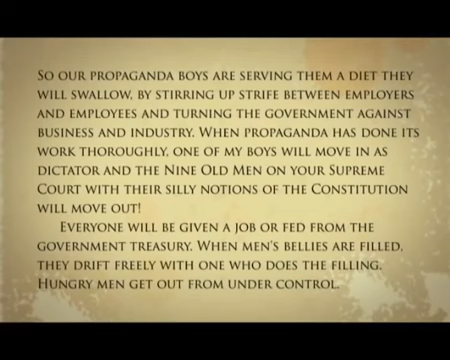 So our propaganda boys are serving them a diet they
will swallow, by stirring up strife between employers
and employees and turning the government against
business and industry. When propaganda has done its
work thoroughly, one of my boys will move in as
dictator and the Nine Old Men on your Supreme
Court with their silly notions of the Constitution
will move out!
Everyone will be given a job or fed from the
government treasury. When men's bellies are filled,
they drift freely with one who does the filling.
Hungry men get out from under control.